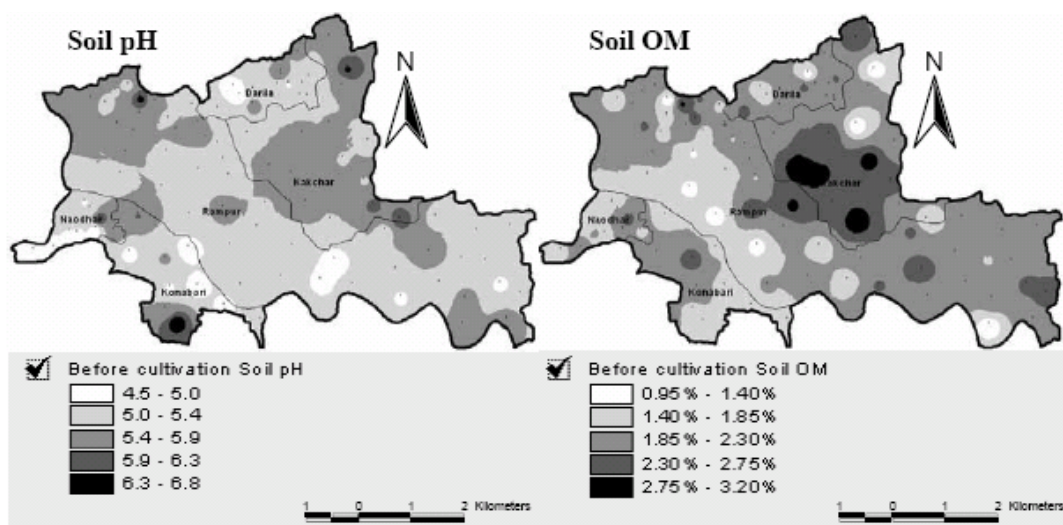 Soil pH
N
Danla
Kakchar
Rampur
Naodhar
Konabari
Before cultivation Soil pH
4.5 - 5.0
5.0 - 5.4
5.4 - 5.9
5.9 - 6.3
6.3 - 6.8
1 0 1 2 Kilometers
Soil OM
N
Danla
Kakchar
Rampur
Naodhar
Konabari
Before cultivation Soil OM
0.95% - 1.40%
1.40% - 1.85%
1.85% - 2.30%
2.30% - 2.75%
2.75% - 3.20%
1 0 1 2 Kilometers